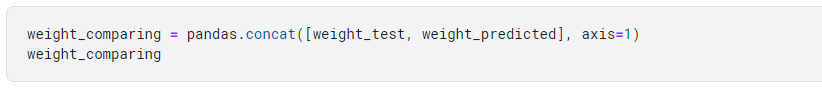 weight_comparing = pandas.concat([weight_test, weight_predicted], axis=1)
weight_comparing